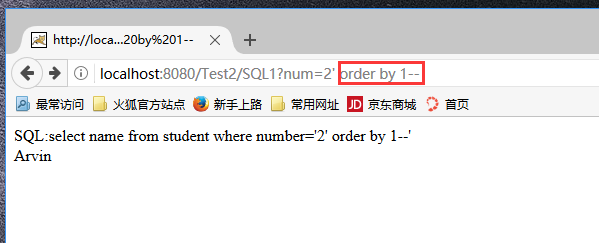 http://loca...20by%201--
localhost:8080/Test2/SQL1?num=2' order by 1--
最常访问 火狐官方站点 新手上路 常用网址 JD 京东商城 首页
SQL:select name from student where number='2' order by 1--'
Arvin